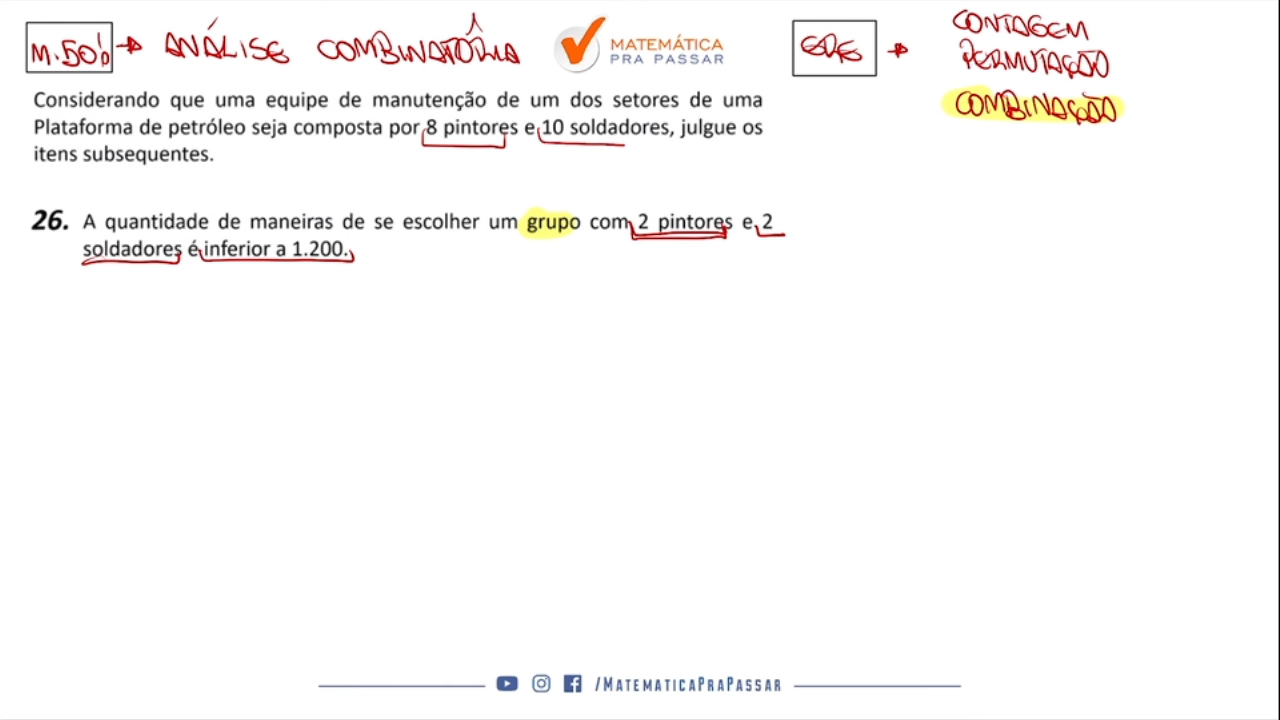 M.50's → ANÁLISE COMBINATÓRIA
MATEMÁTICA
PRA PASSAR
CONTAGEM
PERMUTAÇÃO
COMBINAÇÃO
Considerando que uma equipe de manutenção de um dos setores de uma
Plataforma de petróleo seja composta por 8 pintores e 10 soldadores, julgue os
itens subsequentes.
26. A quantidade de maneiras de se escolher um grupo com 2 pintores e 2
soldadores é inferior a 1.200.
/MATEMATICAPRAPASSAR